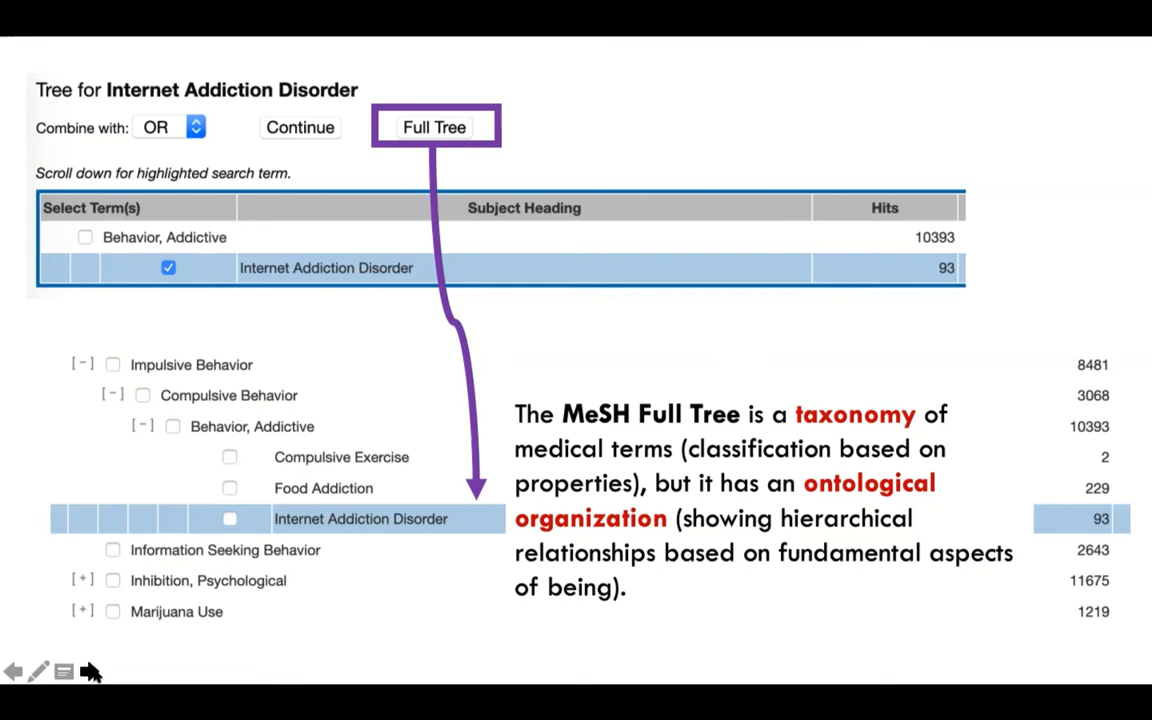 Tree for Internet Addiction Disorder
Combine with: OR Continue Full Tree
Scroll down for highlighted search term.
Select Term(s) Subject Heading Hits
Behavior, Addictive 10393
Internet Addiction Disorder 93
[-] Impulsive Behavior 8481
[-] Compulsive Behavior 3068
[-] Behavior, Addictive 10393
Compulsive Exercise 2
Food Addiction 229
Internet Addiction Disorder 93
Information Seeking Behavior 2643
[+] Inhibition, Psychological 11675
[+] Marijuana Use 1219
The MeSH Full Tree is a taxonomy of
medical terms (classification based on
properties), but it has an ontological
organization (showing hierarchical
relationships based on fundamental aspects
of being).